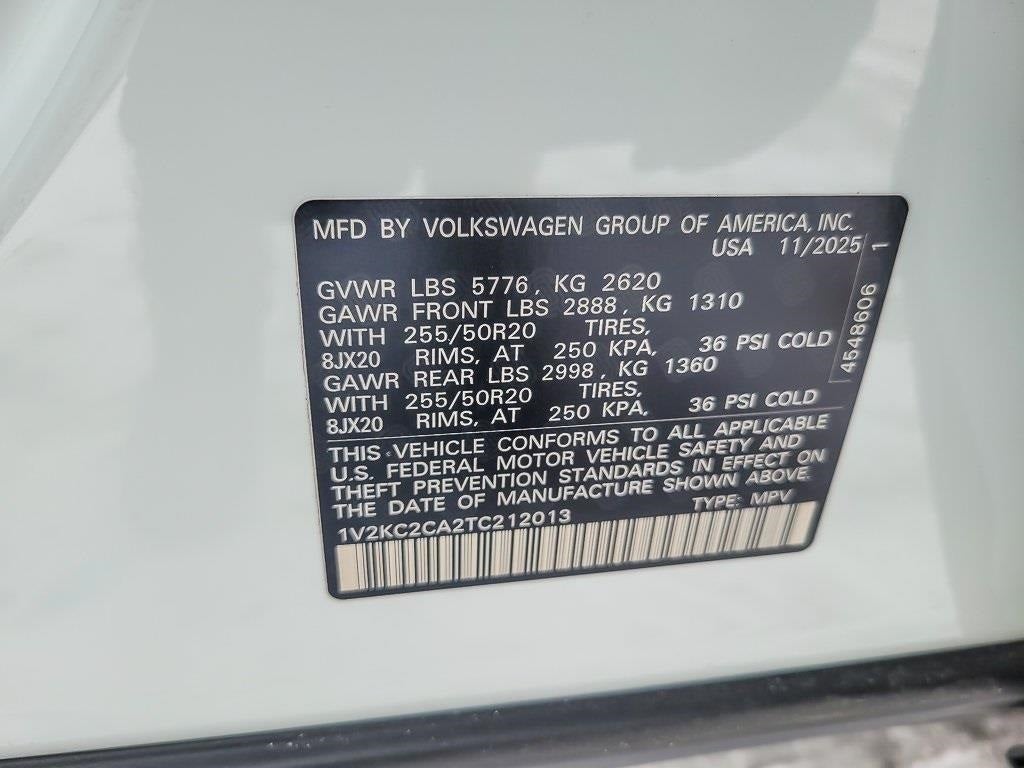 MFD BY VOLKSWAGEN GROUP OF AMERICA, INC.
USA 11/2025
GVWR LBS 5776, KG 2620
GAWR FRONT LBS 2888, KG 1310
WITH 255/50R20 TIRES,
8JX20 RIMS, AT 250 KPA, 36 PSI COLD
GAWR REAR LBS 2998, KG 1360
WITH 255/50R20 TIRES,
8JX20 RIMS, AT 250 KPA, 36 PSI COLD
THIS VEHICLE CONFORMS TO ALL APPLICABLE
U.S. FEDERAL MOTOR VEHICLE SAFETY AND
THEFT PREVENTION STANDARDS IN EFFECT ON
THE DATE OF MANUFACTURE SHOWN ABOVE.
1V2KC2CA2TC212013 TYPE: MPV
4548606 1